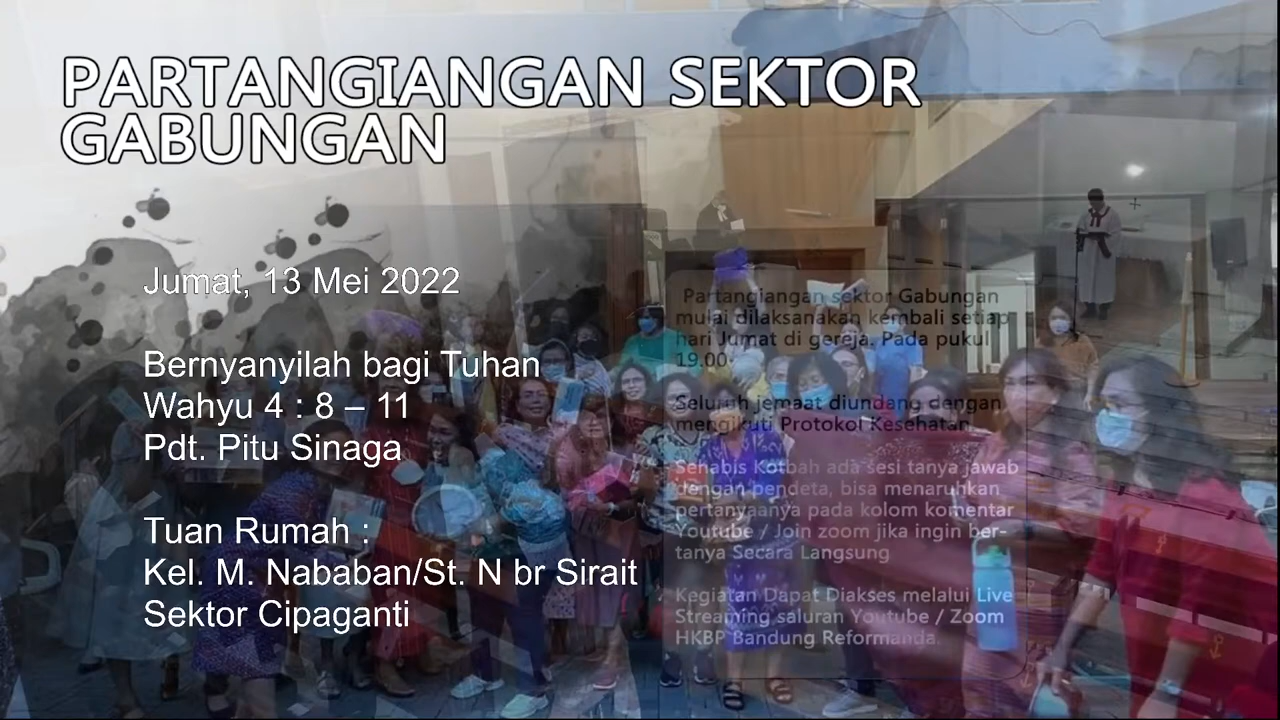 PARTANGIANGAN SEKTOR
GABUNGAN
Jumat, 13 Mei 2022
Bernyanyilah bagi Tuhan
Wahyu 4 : 8 – 11
Pdt. Pitu Sinaga
Tuan Rumah :
Kel. M. Nababan/St. N br Sirait
Sektor Cipaganti
Partangiangan sektor Gabungan
mulai dilaksanakan kembali setiap
hari Jumat di gereja. Pada pukul
19.00.
Seluruh jemaat diundang dengan
mengikuti Protokol Kesehatan.
Sehabis Kotbah ada sesi tanya jawab
dengan pendeta, bisa menaruhkan
pertanyaanya pada kolom komentar
Youtube / Join zoom jika ingin ber-
tanya Secara Langsung
Kegiatan Dapat Diakses melalui Live
Streaming saluran Youtube / Zoom
HKBP Bandung Reformanda.